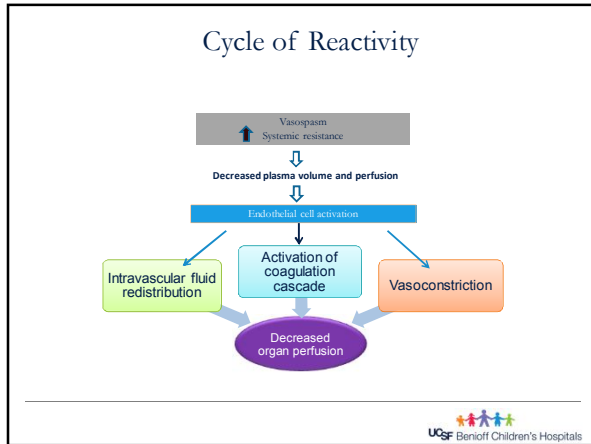 Cycle of Reactivity
Vasospasm
Systemic resistance
Decreased plasma volume and perfusion
Endothelial cell activation
Intravascular fluid
redistribution
Activation of
coagulation
cascade
Vasoconstriction
Decreased
organ perfusion
UCSF Benioff Children's Hospitals